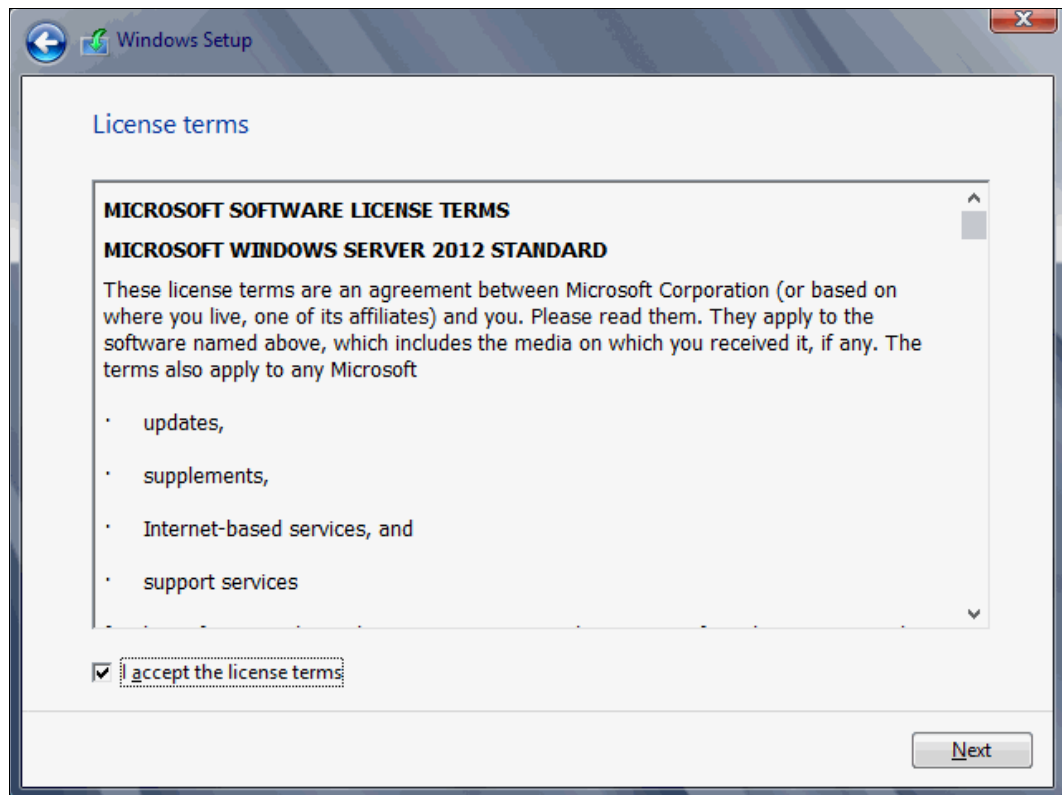 Windows Setup
License terms
MICROSOFT SOFTWARE LICENSE TERMS
MICROSOFT WINDOWS SERVER 2012 STANDARD
These license terms are an agreement between Microsoft Corporation (or based on
where you live, one of its affiliates) and you. Please read them. They apply to the
software named above, which includes the media on which you received it, if any. The
terms also apply to any Microsoft
· updates,
· supplements,
· Internet-based services, and
· support services
I accept the license terms
Next